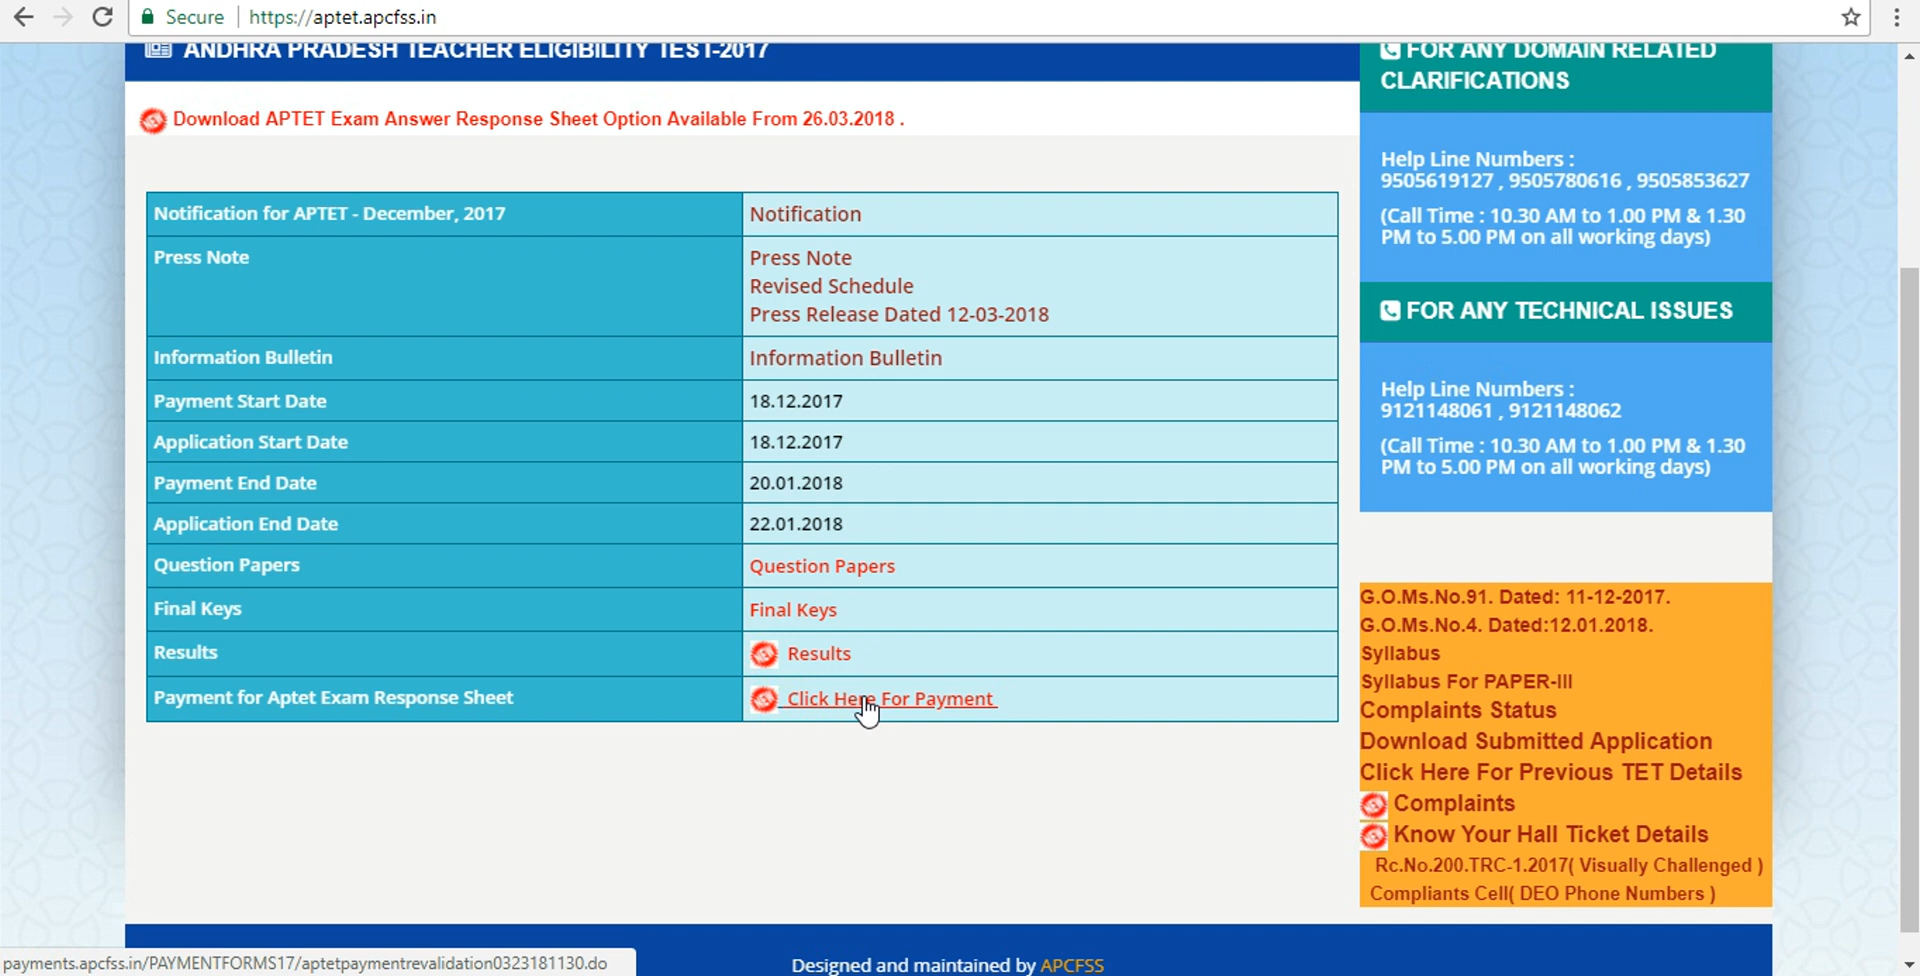 Secure | https://aptet.apcfss.in
ANDHRA PRADESH TEACHER ELIGIBILITY TEST-2017
Download APTET Exam Answer Response Sheet Option Available From 26.03.2018 .
Notification for APTET - December, 2017 Notification
Press Note Press Note
Revised Schedule
Press Release Dated 12-03-2018
Information Bulletin Information Bulletin
Payment Start Date 18.12.2017
Application Start Date 18.12.2017
Payment End Date 20.01.2018
Application End Date 22.01.2018
Question Papers Question Papers
Final Keys Final Keys
Results Results
Payment for Aptet Exam Response Sheet Click Here For Payment
FOR ANY DOMAIN RELATED
CLARIFICATIONS
Help Line Numbers :
9505619127 , 9505780616 , 9505853627
(Call Time : 10.30 AM to 1.00 PM & 1.30
PM to 5.00 PM on all working days)
FOR ANY TECHNICAL ISSUES
Help Line Numbers :
9121148061 , 9121148062
(Call Time : 10.30 AM to 1.00 PM & 1.30
PM to 5.00 PM on all working days)
G.O.Ms.No.91. Dated: 11-12-2017.
G.O.Ms.No.4. Dated:12.01.2018.
Syllabus
Syllabus For PAPER-III
Complaints Status
Download Submitted Application
Click Here For Previous TET Details
Complaints
Know Your Hall Ticket Details
Rc.No.200.TRC-1.2017( Visually Challenged )
Compliants Cell( DEO Phone Numbers )
payments.apcfss.in/PAYMENTFORMS17/aptetpaymentrevalidation0323181130.do
Designed and maintained by APCFSS